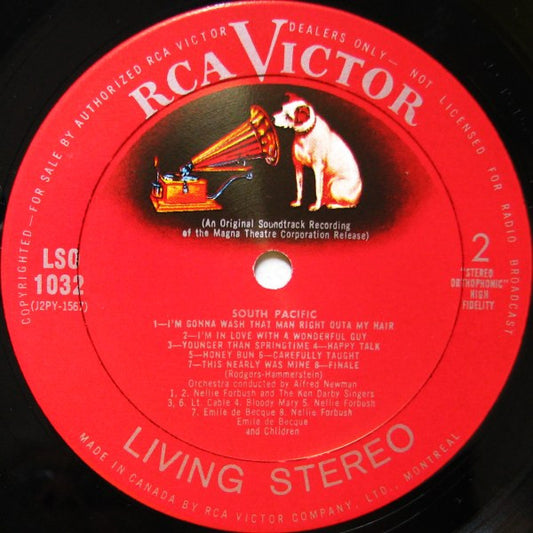 COPYRIGHTED—FOR SALE BY AUTHORIZED RCA VICTOR DEALERS ONLY— NOT LICENSED FOR RADIO BROADCAST
RCA VICTOR
(An Original Soundtrack Recording
of the Magna Theatre Corporation Release)
LSO
1032
(J2PY-1567)
2
"STEREO
ORTHOPHONIC"
HIGH
FIDELITY
SOUTH PACIFIC
1—I'M GONNA WASH THAT MAN RIGHT OUTA MY HAIR
2—I'M IN LOVE WITH A WONDERFUL GUY
3—YOUNGER THAN SPRINGTIME 4—HAPPY TALK
5—HONEY BUN 6—CAREFULLY TAUGHT
7—THIS NEARLY WAS MINE 8—FINALE
(Rodgers-Hammerstein)
Orchestra conducted by Alfred Newman
1, 2. Nellie Forbush and The Ken Darby Singers
3, 6. Lt. Cable 4. Bloody Mary 5. Nellie Forbush
7. Emile de Becque 8. Nellie Forbush
Emile de Becque
and Children
LIVING STEREO
MADE IN CANADA BY RCA VICTOR COMPANY, LTD., MONTREAL